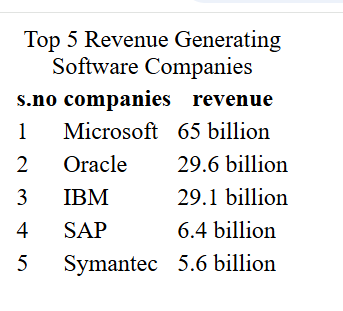 Top 5 Revenue Generating
Software Companies
s.no companies revenue
1 Microsoft 65 billion
2 Oracle 29.6 billion
3 IBM 29.1 billion
4 SAP 6.4 billion
5 Symantec 5.6 billion